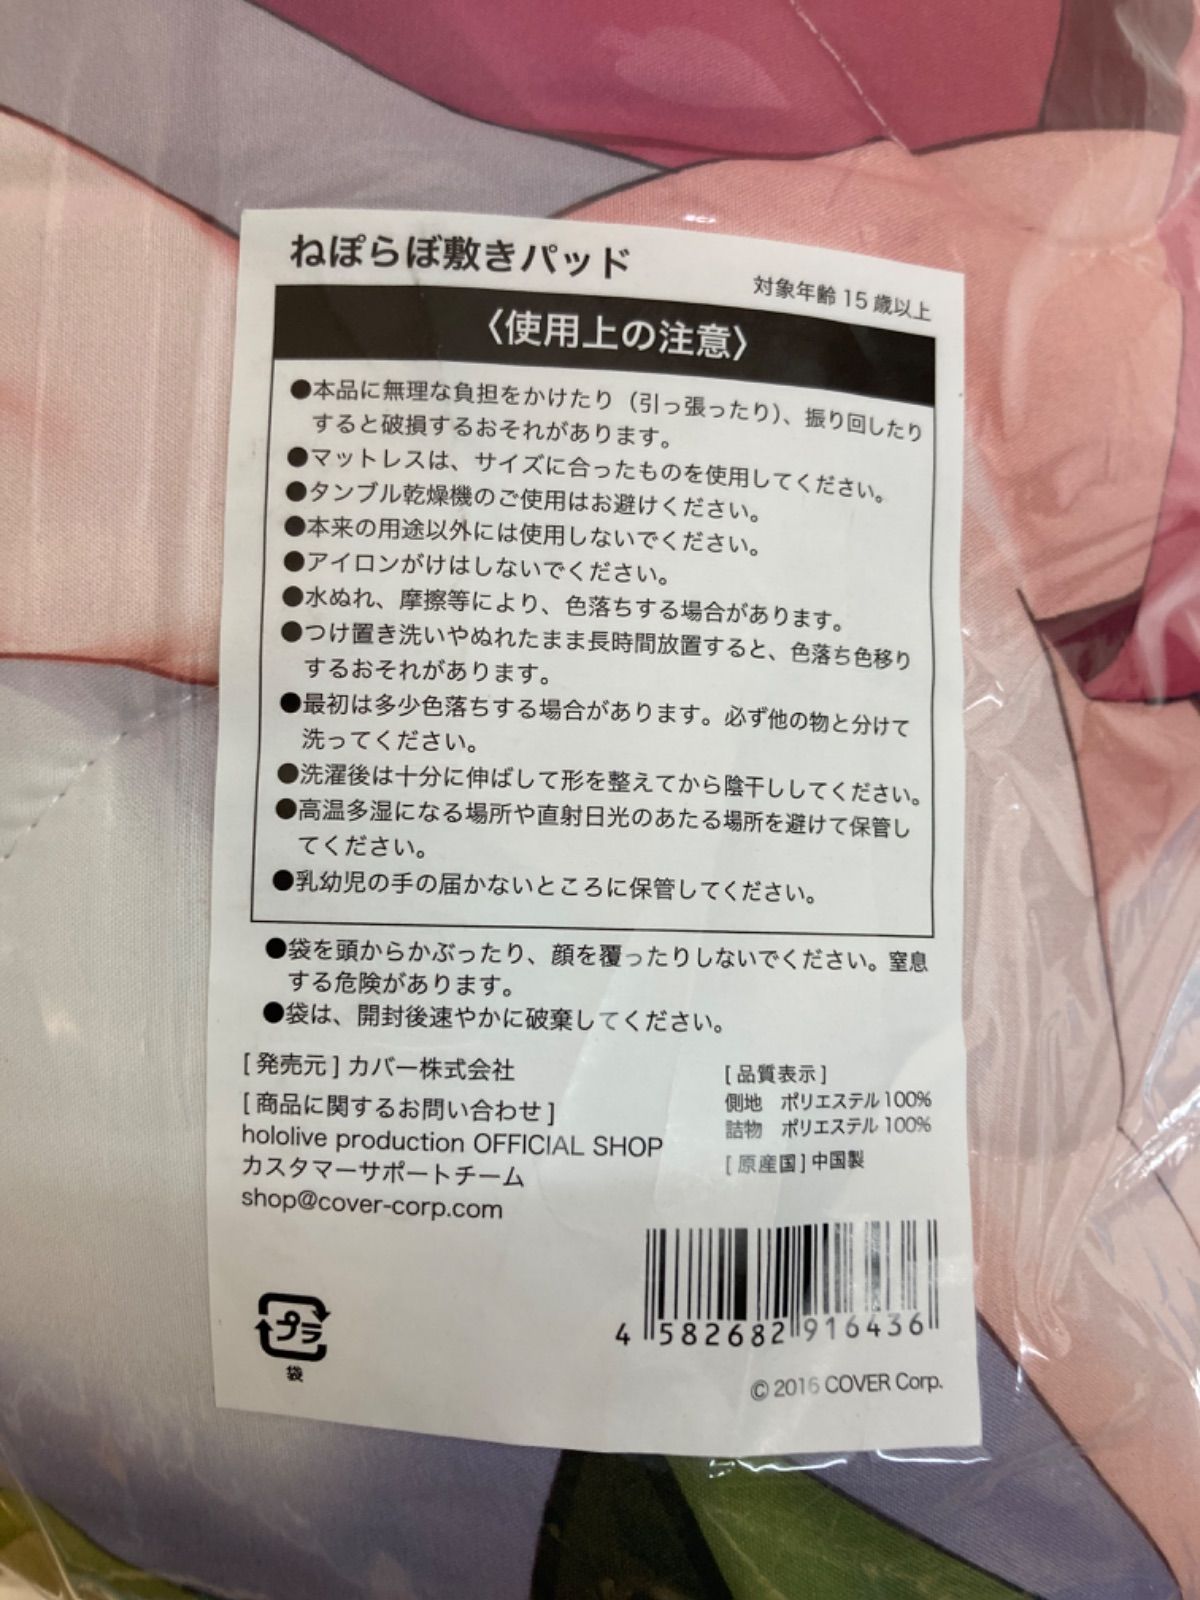 ねぽらぼ敷きパッド
対象年齢 15 歳以上
〈使用上の注意〉
●本品に無理な負担をかけたり（引っ張ったり）、振り回したり
すると破損するおそれがあります。
●マットレスは、サイズに合ったものを使用してください。
●タンブル乾燥機のご使用はお避けください。
●本来の用途以外には使用しないでください。
●アイロンがけはしないでください。
●水ぬれ、摩擦等により、色落ちする場合があります。
●つけ置き洗いやぬれたまま長時間放置すると、色落ち色移り
するおそれがあります。
●最初は多少色落ちする場合があります。必ず他の物と分けて
洗ってください。
●洗濯後は十分に伸ばして形を整えてから陰干ししてください。
●高温多湿になる場所や直射日光のあたる場所を避けて保管し
てください。
●乳幼児の手の届かないところに保管してください。
●袋を頭からかぶったり、顔を覆ったりしないでください。窒息
する危険があります。
●袋は、開封後速やかに破棄してください。
[ 発売元 ] カバー株式会社
[ 商品に関するお問い合わせ ]
hololive production OFFICIAL SHOP
カスタマーサポートチーム
shop@cover-corp.com
[ 品質表示 ]
側地 ポリエステル 100%
詰物 ポリエステル 100%
[ 原産国 ] 中国製
プラ
袋
4 582682 916436
© 2016 COVER Corp.